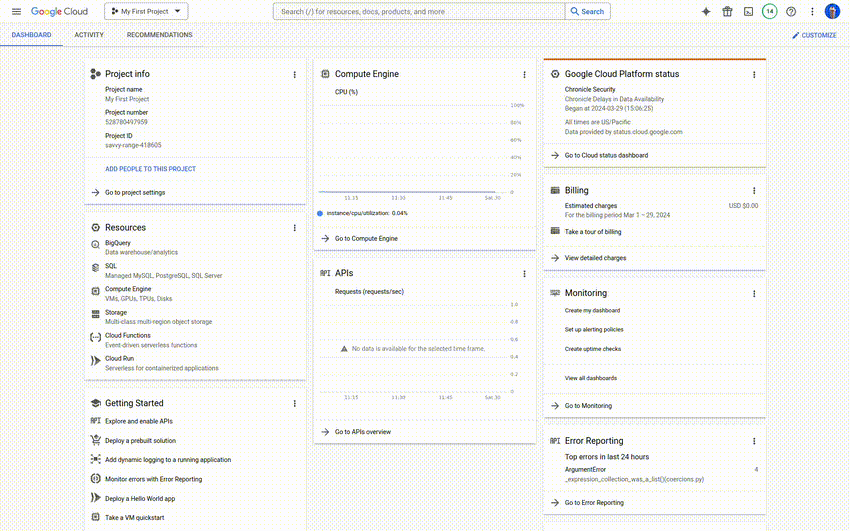 Google Cloud
My First Project
Search (/) for resources, docs, products, and more
Search
14
DASHBOARD
ACTIVITY
RECOMMENDATIONS
CUSTOMIZE
Project info
Project name
My First Project
Project number
528780497959
Project ID
savvy-range-418605
ADD PEOPLE TO THIS PROJECT
Go to project settings
Resources
BigQuery
Data warehouse/analytics
SQL
Managed MySQL, PostgreSQL, SQL Server
Compute Engine
VMs, GPUs, TPUs, Disks
Storage
Multi-class multi-region object storage
Cloud Functions
Event-driven serverless functions
Cloud Run
Serverless for containerized applications
Getting Started
API Explore and enable APIs
Deploy a prebuilt solution
Add dynamic logging to a running application
Monitor errors with Error Reporting
Deploy a Hello World app
Take a VM quickstart
Compute Engine
CPU (%)
100%
80%
60%
40%
20%
0
11:15 11:30 11:45 Sat, 30
instance/cpu/utilization: 0.04%
Go to Compute Engine
API APIs
Requests (requests/sec)
1.0
0.8
0.6
No data is available for the selected time frame.
0.4
0.2
0
11:15 11:30 11:45 Sat, 30
Go to APIs overview
Google Cloud Platform status
Chronicle Security
Chronicle Delays in Data Availability
Began at 2024-03-29 (15:06:25)
All times are US/Pacific
Data provided by status.cloud.google.com
Go to Cloud status dashboard
Billing
Estimated charges USD $0.00
For the billing period Mar 1 – 29, 2024
Take a tour of billing
View detailed charges
Monitoring
Create my dashboard
Set up alerting policies
Create uptime checks
View all dashboards
Go to Monitoring
API Error Reporting
Top errors in last 24 hours
ArgumentError 4
_expression_collection_was_a_list()(coercions.py)
Go to Error Reporting